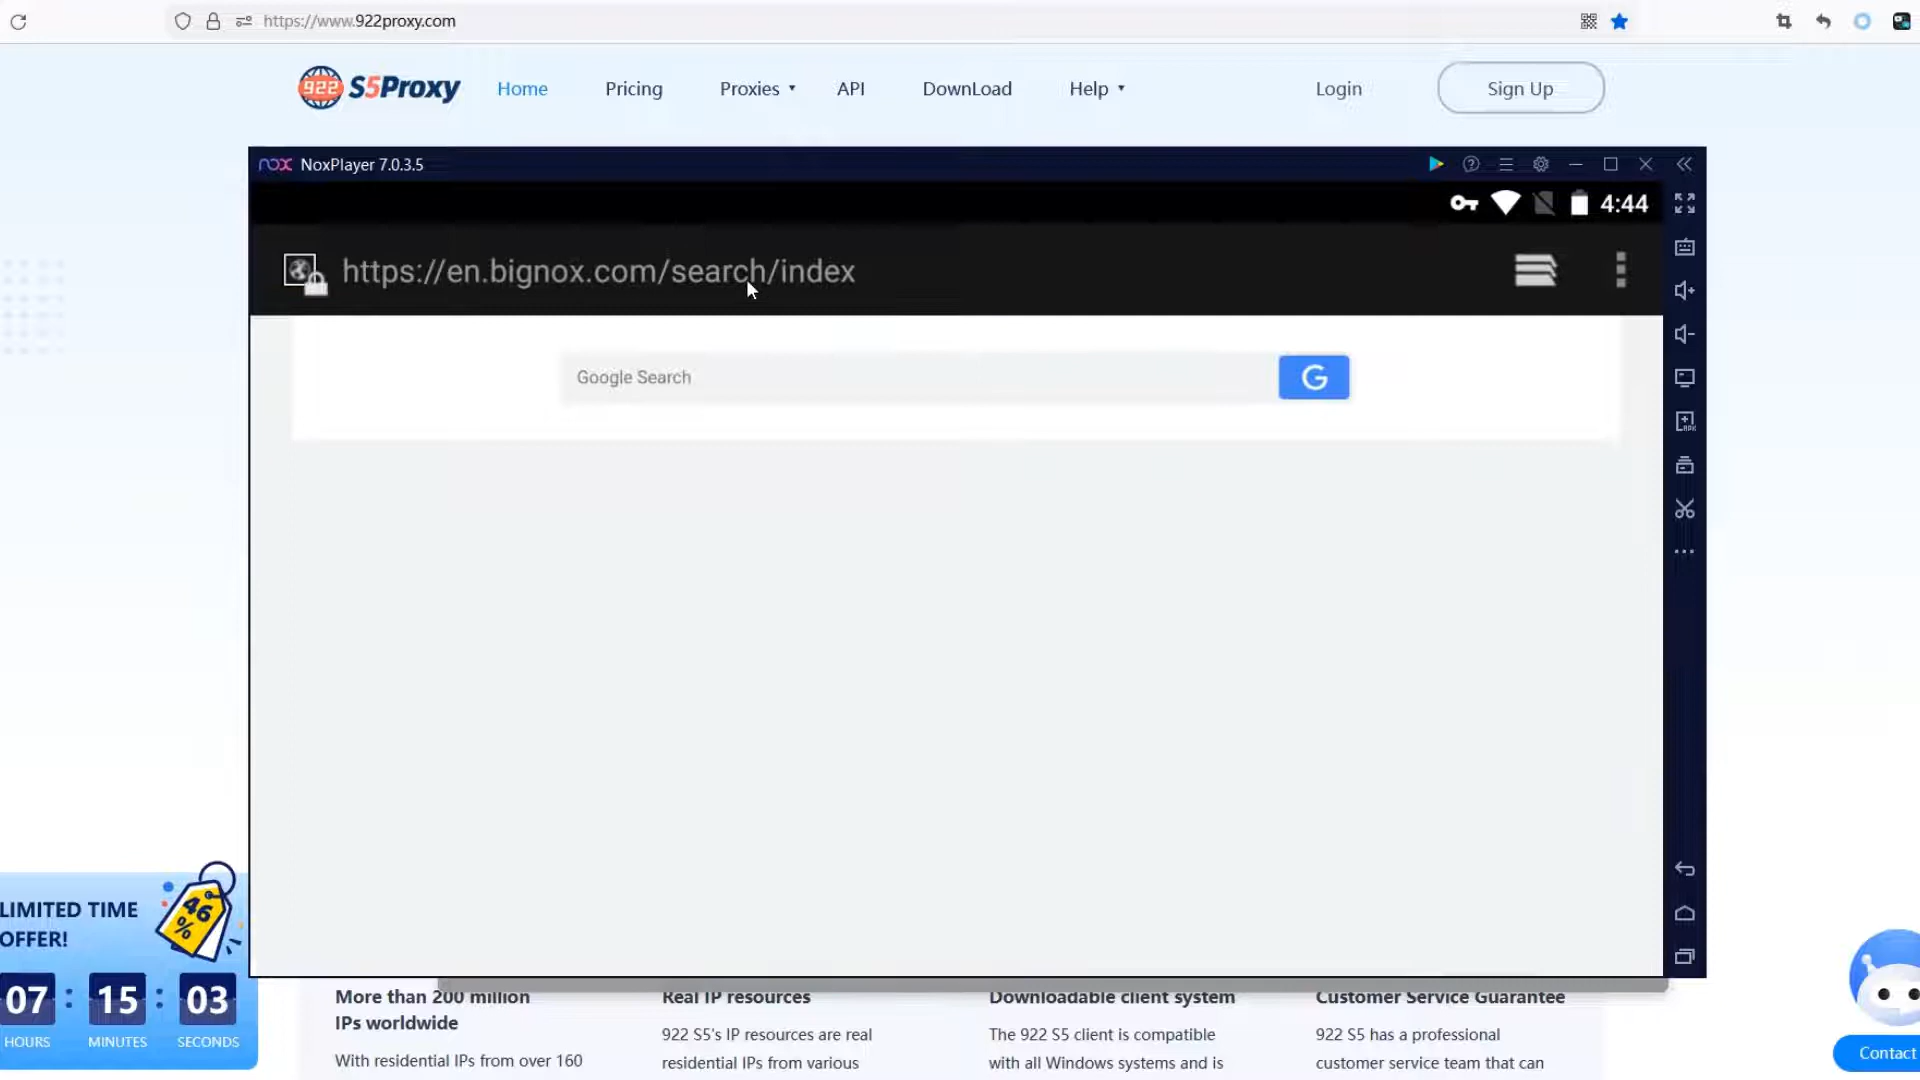 https://www.922proxy.com
922 S5Proxy
Home
Pricing
Proxies
API
DownLoad
Help
Login
Sign Up
nox NoxPlayer 7.0.3.5
4:44
https://en.bignox.com/search/index
Google Search
G
LIMITED TIME
OFFER!
46
%
07 : 15 : 03
HOURS MINUTES SECONDS
More than 200 million
IPs worldwide
With residential IPs from over 160
Real IP resources
922 S5's IP resources are real
residential IPs from various
Downloadable client system
The 922 S5 client is compatible
with all Windows systems and is
Customer Service Guarantee
922 S5 has a professional
customer service team that can
Contact